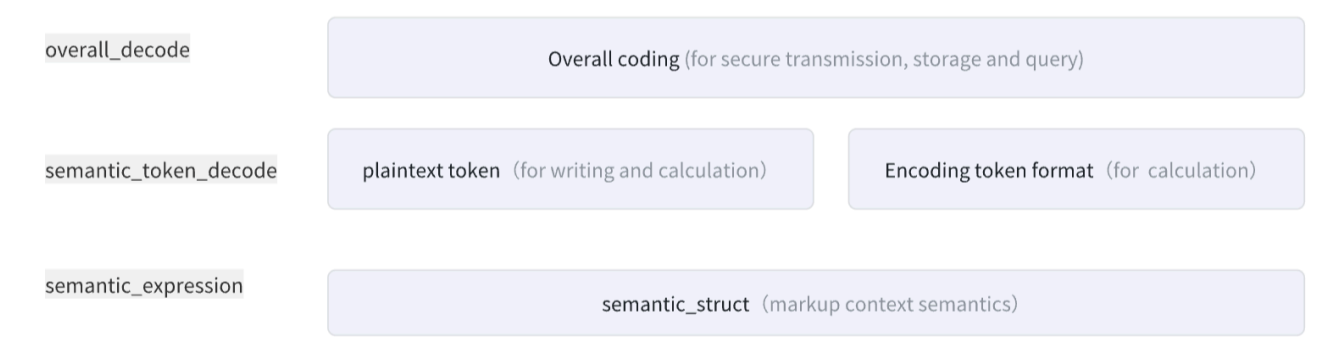 overall_decode
Overall coding (for secure transmission, storage and query)
semantic_token_decode
plaintext token （for writing and calculation）
Encoding token format （for calculation）
semantic_expression
semantic_struct （markup context semantics）